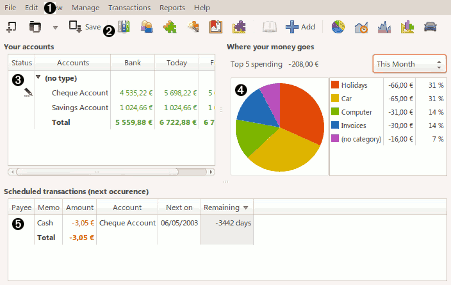 File Edit ❶ Manage Transactions Reports Help
Save ❷ Add
Your accounts
Where your money goes
Top 5 spending -208,00 € This Month
Status Accounts Bank Today
❸ (no type)
Cheque Account 4 535,22 € 5 698,22 €
Savings Account 1 024,66 € 1 024,66 €
Total 5 559,88 € 6 722,88 €
❹
Holidays -66,00 € 31 %
Car -65,00 € 31 %
Computer -31,00 € 14 %
Invoices -30,00 € 14 %
(no category) -16,00 € 7 %
Scheduled transactions (next occurence)
Payee Memo Amount Account Next on Remaining
❺ Cash -3,05 € Cheque Account 06/05/2003 -3442 days
Total -3,05 €